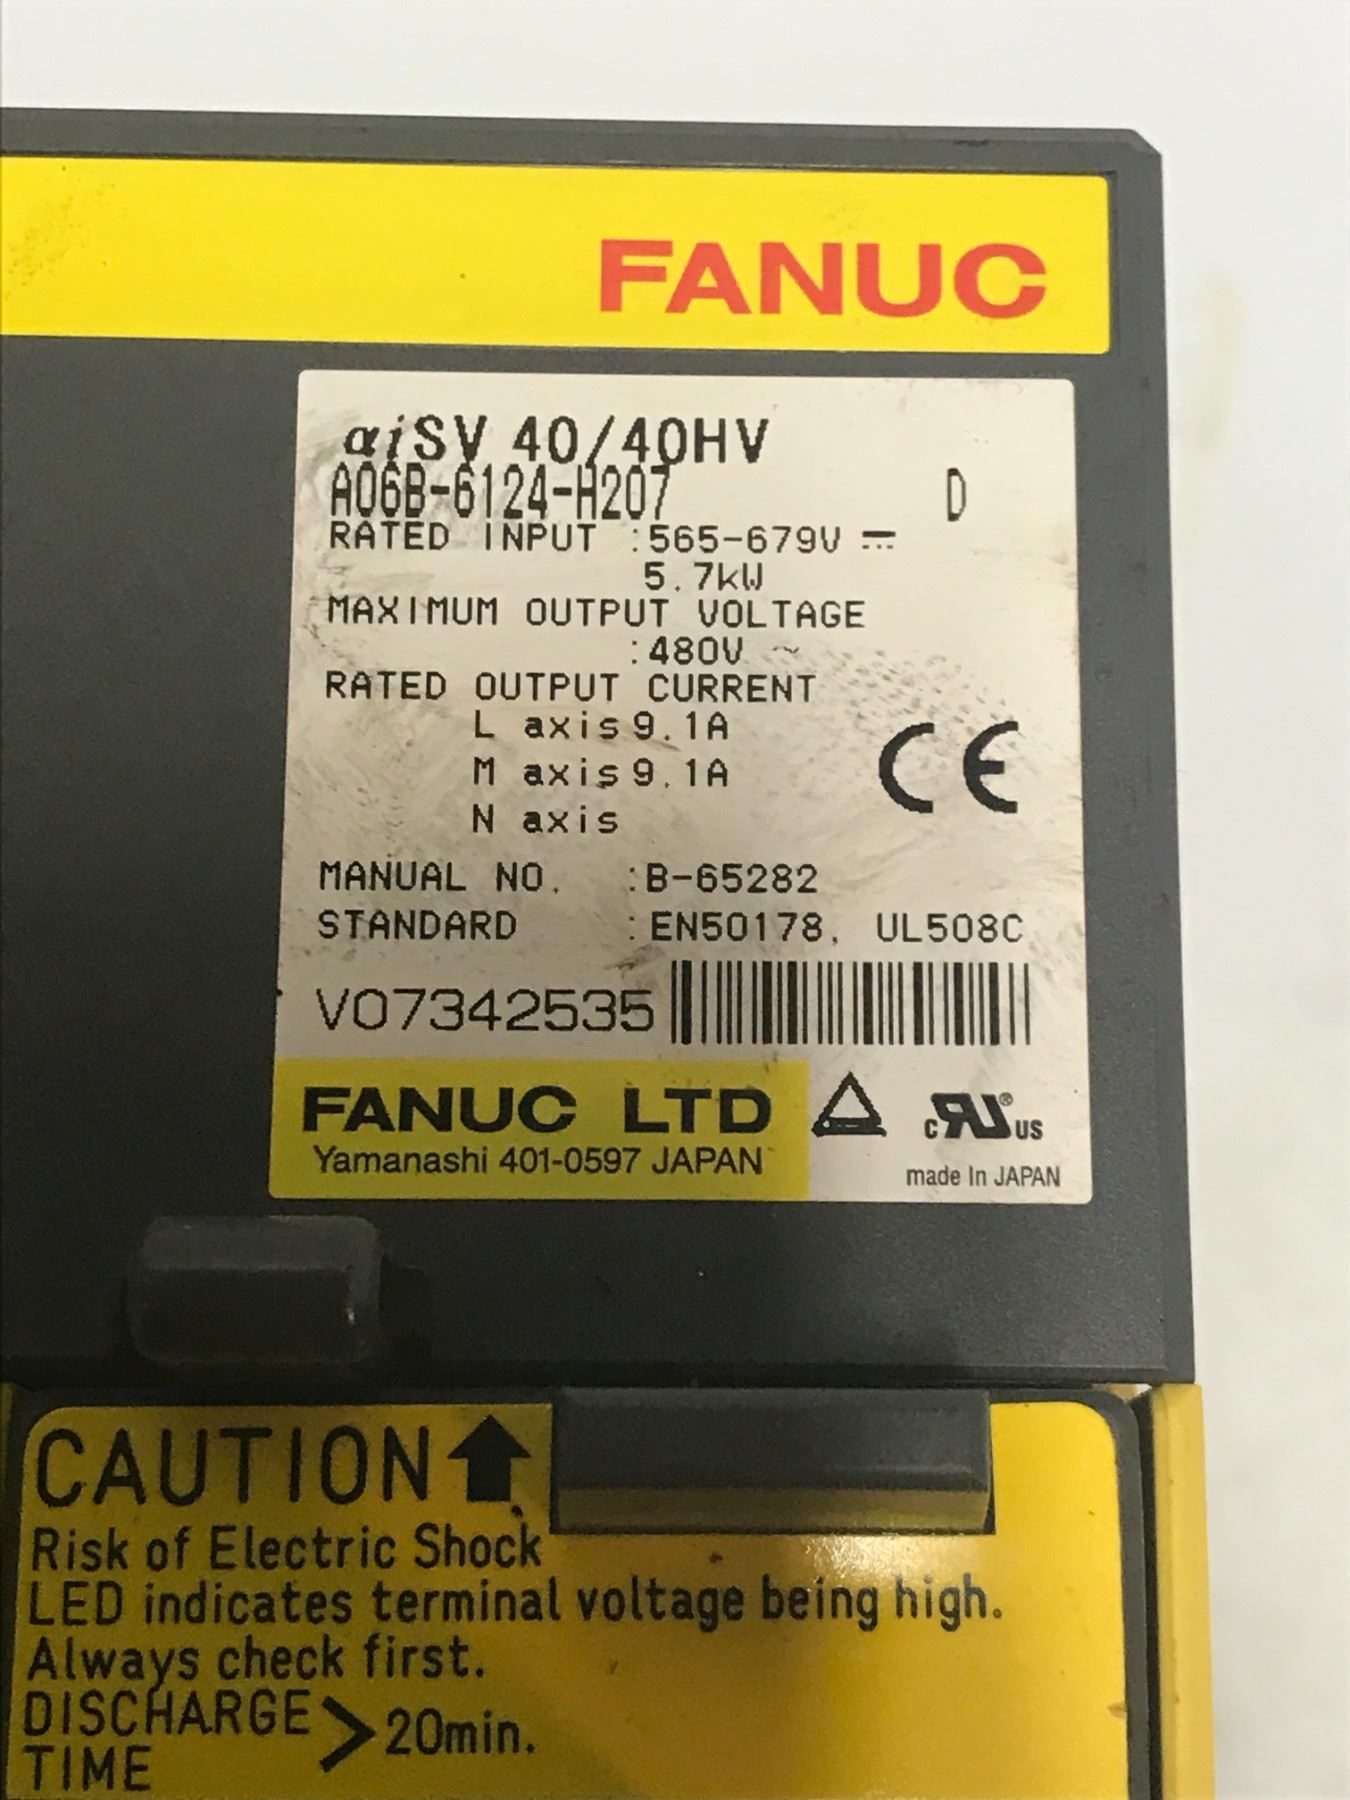 FANUC
αiSV 40/40HV
A06B-6124-H207 D
RATED INPUT :565-679V ⎓
5.7kW
MAXIMUM OUTPUT VOLTAGE
:480V ~
RATED OUTPUT CURRENT
L axis 9.1A
M axis 9.1A
N axis
CE
MANUAL NO. :B-65282
STANDARD :EN50178, UL508C
V07342535
FANUC LTD
Yamanashi 401-0597 JAPAN
c RU ® US
made In JAPAN
CAUTION
Risk of Electric Shock
LED indicates terminal voltage being high.
Always check first.
DISCHARGE
TIME > 20min.